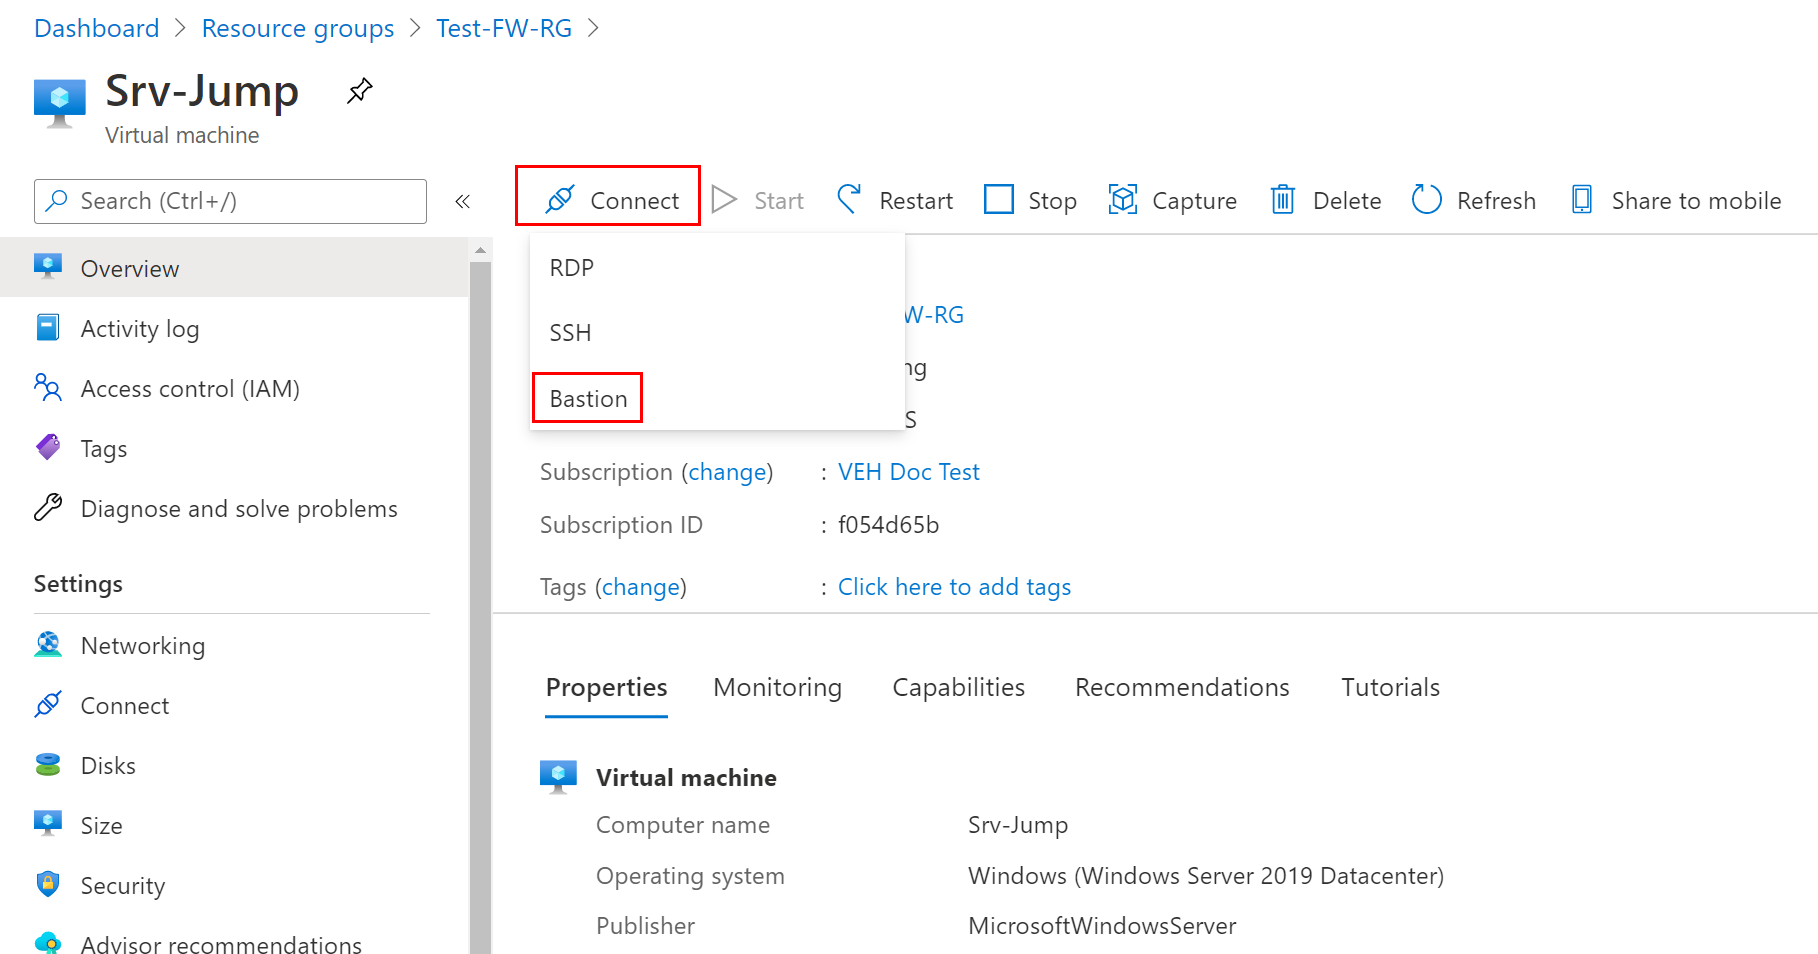 Dashboard > Resource groups > Test-FW-RG >
Srv-Jump
Virtual machine
Search (Ctrl+/) «
Connect Start Restart Stop Capture Delete Refresh Share to mobile
RDP
SSH
Bastion
W-RG
ng
S
Subscription (change) : VEH Doc Test
Subscription ID : f054d65b
Tags (change) : Click here to add tags
Overview
Activity log
Access control (IAM)
Tags
Diagnose and solve problems
Settings
Networking
Connect
Disks
Size
Security
Advisor recommendations
Properties Monitoring Capabilities Recommendations Tutorials
Virtual machine
Computer name Srv-Jump
Operating system Windows (Windows Server 2019 Datacenter)
Publisher MicrosoftWindowsServer